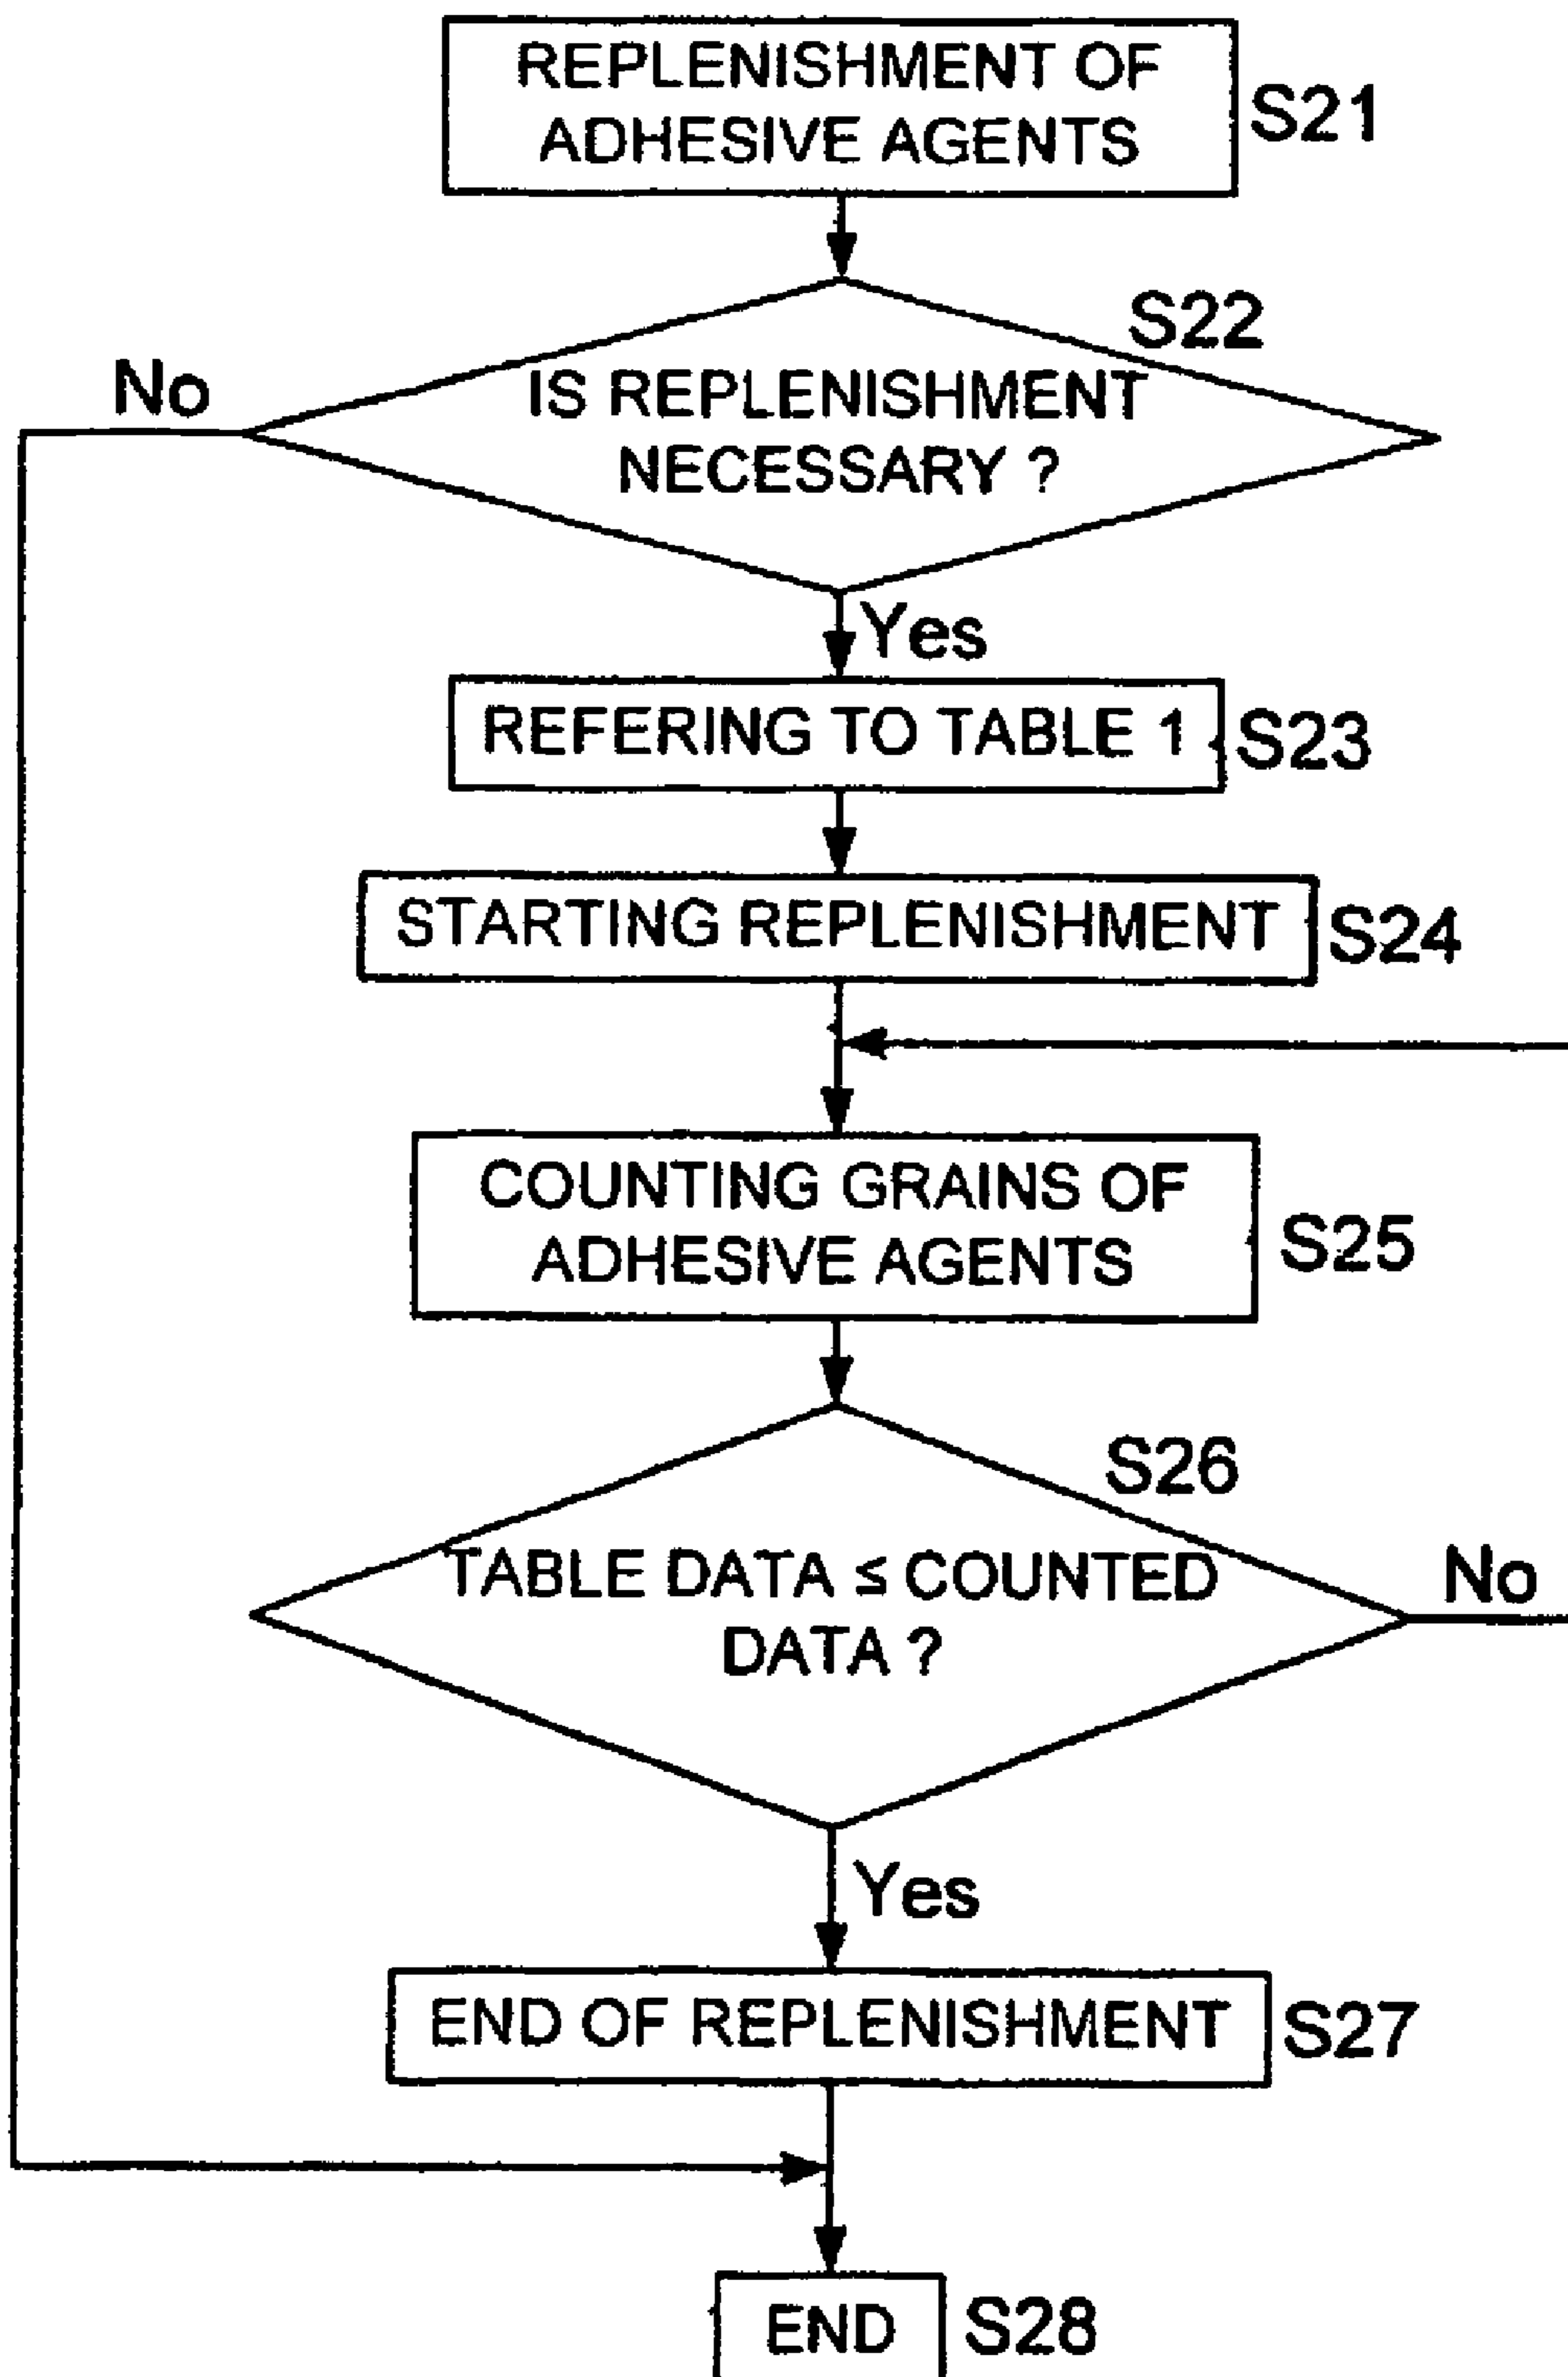 REPLENISHMENT OF
ADHESIVE AGENTS
S21
S22
No
IS REPLENISHMENT
NECESSARY ?
Yes
REFERING TO TABLE 1
S23
STARTING REPLENISHMENT
S24
COUNTING GRAINS OF
ADHESIVE AGENTS
S25
S26
TABLE DATA ≤ COUNTED
DATA ?
No
Yes
END OF REPLENISHMENT
S27
END
S28